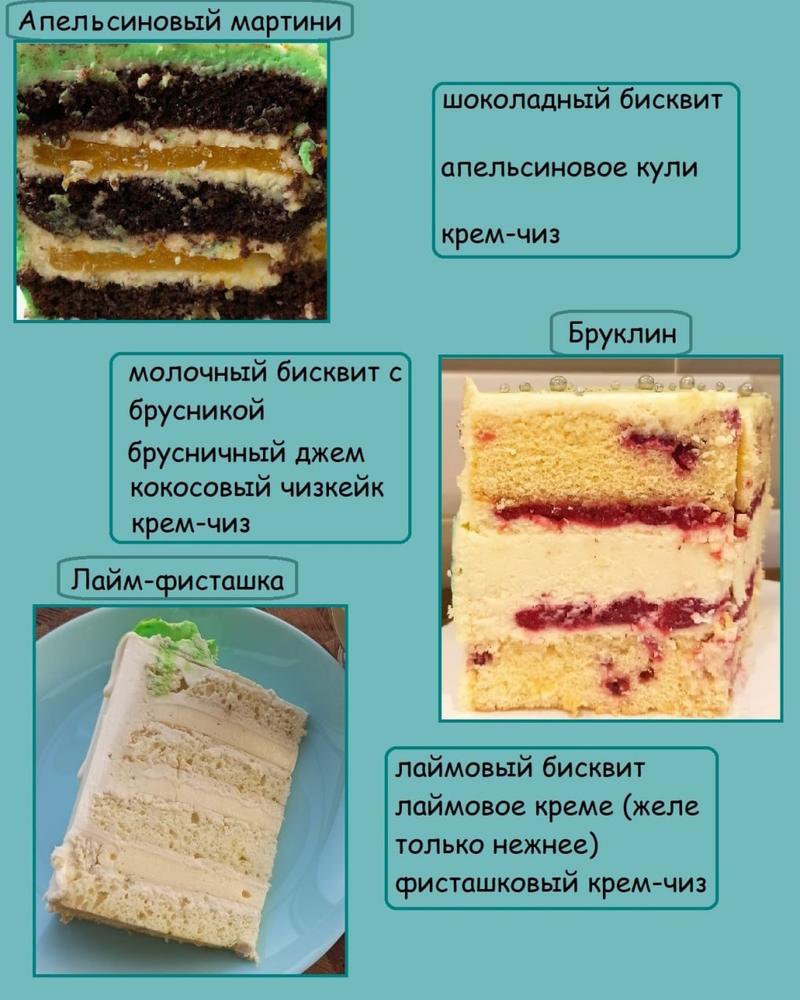 Апельсиновый мартини
шоколадный бисквит
апельсиновое кули
крем-чиз
Бруклин
молочный бисквит с
брусникой
брусничный джем
кокосовый чизкейк
крем-чиз
Лайм-фисташка
лаймовый бисквит
лаймовое креме (желе
только нежнее)
фисташковый крем-чиз